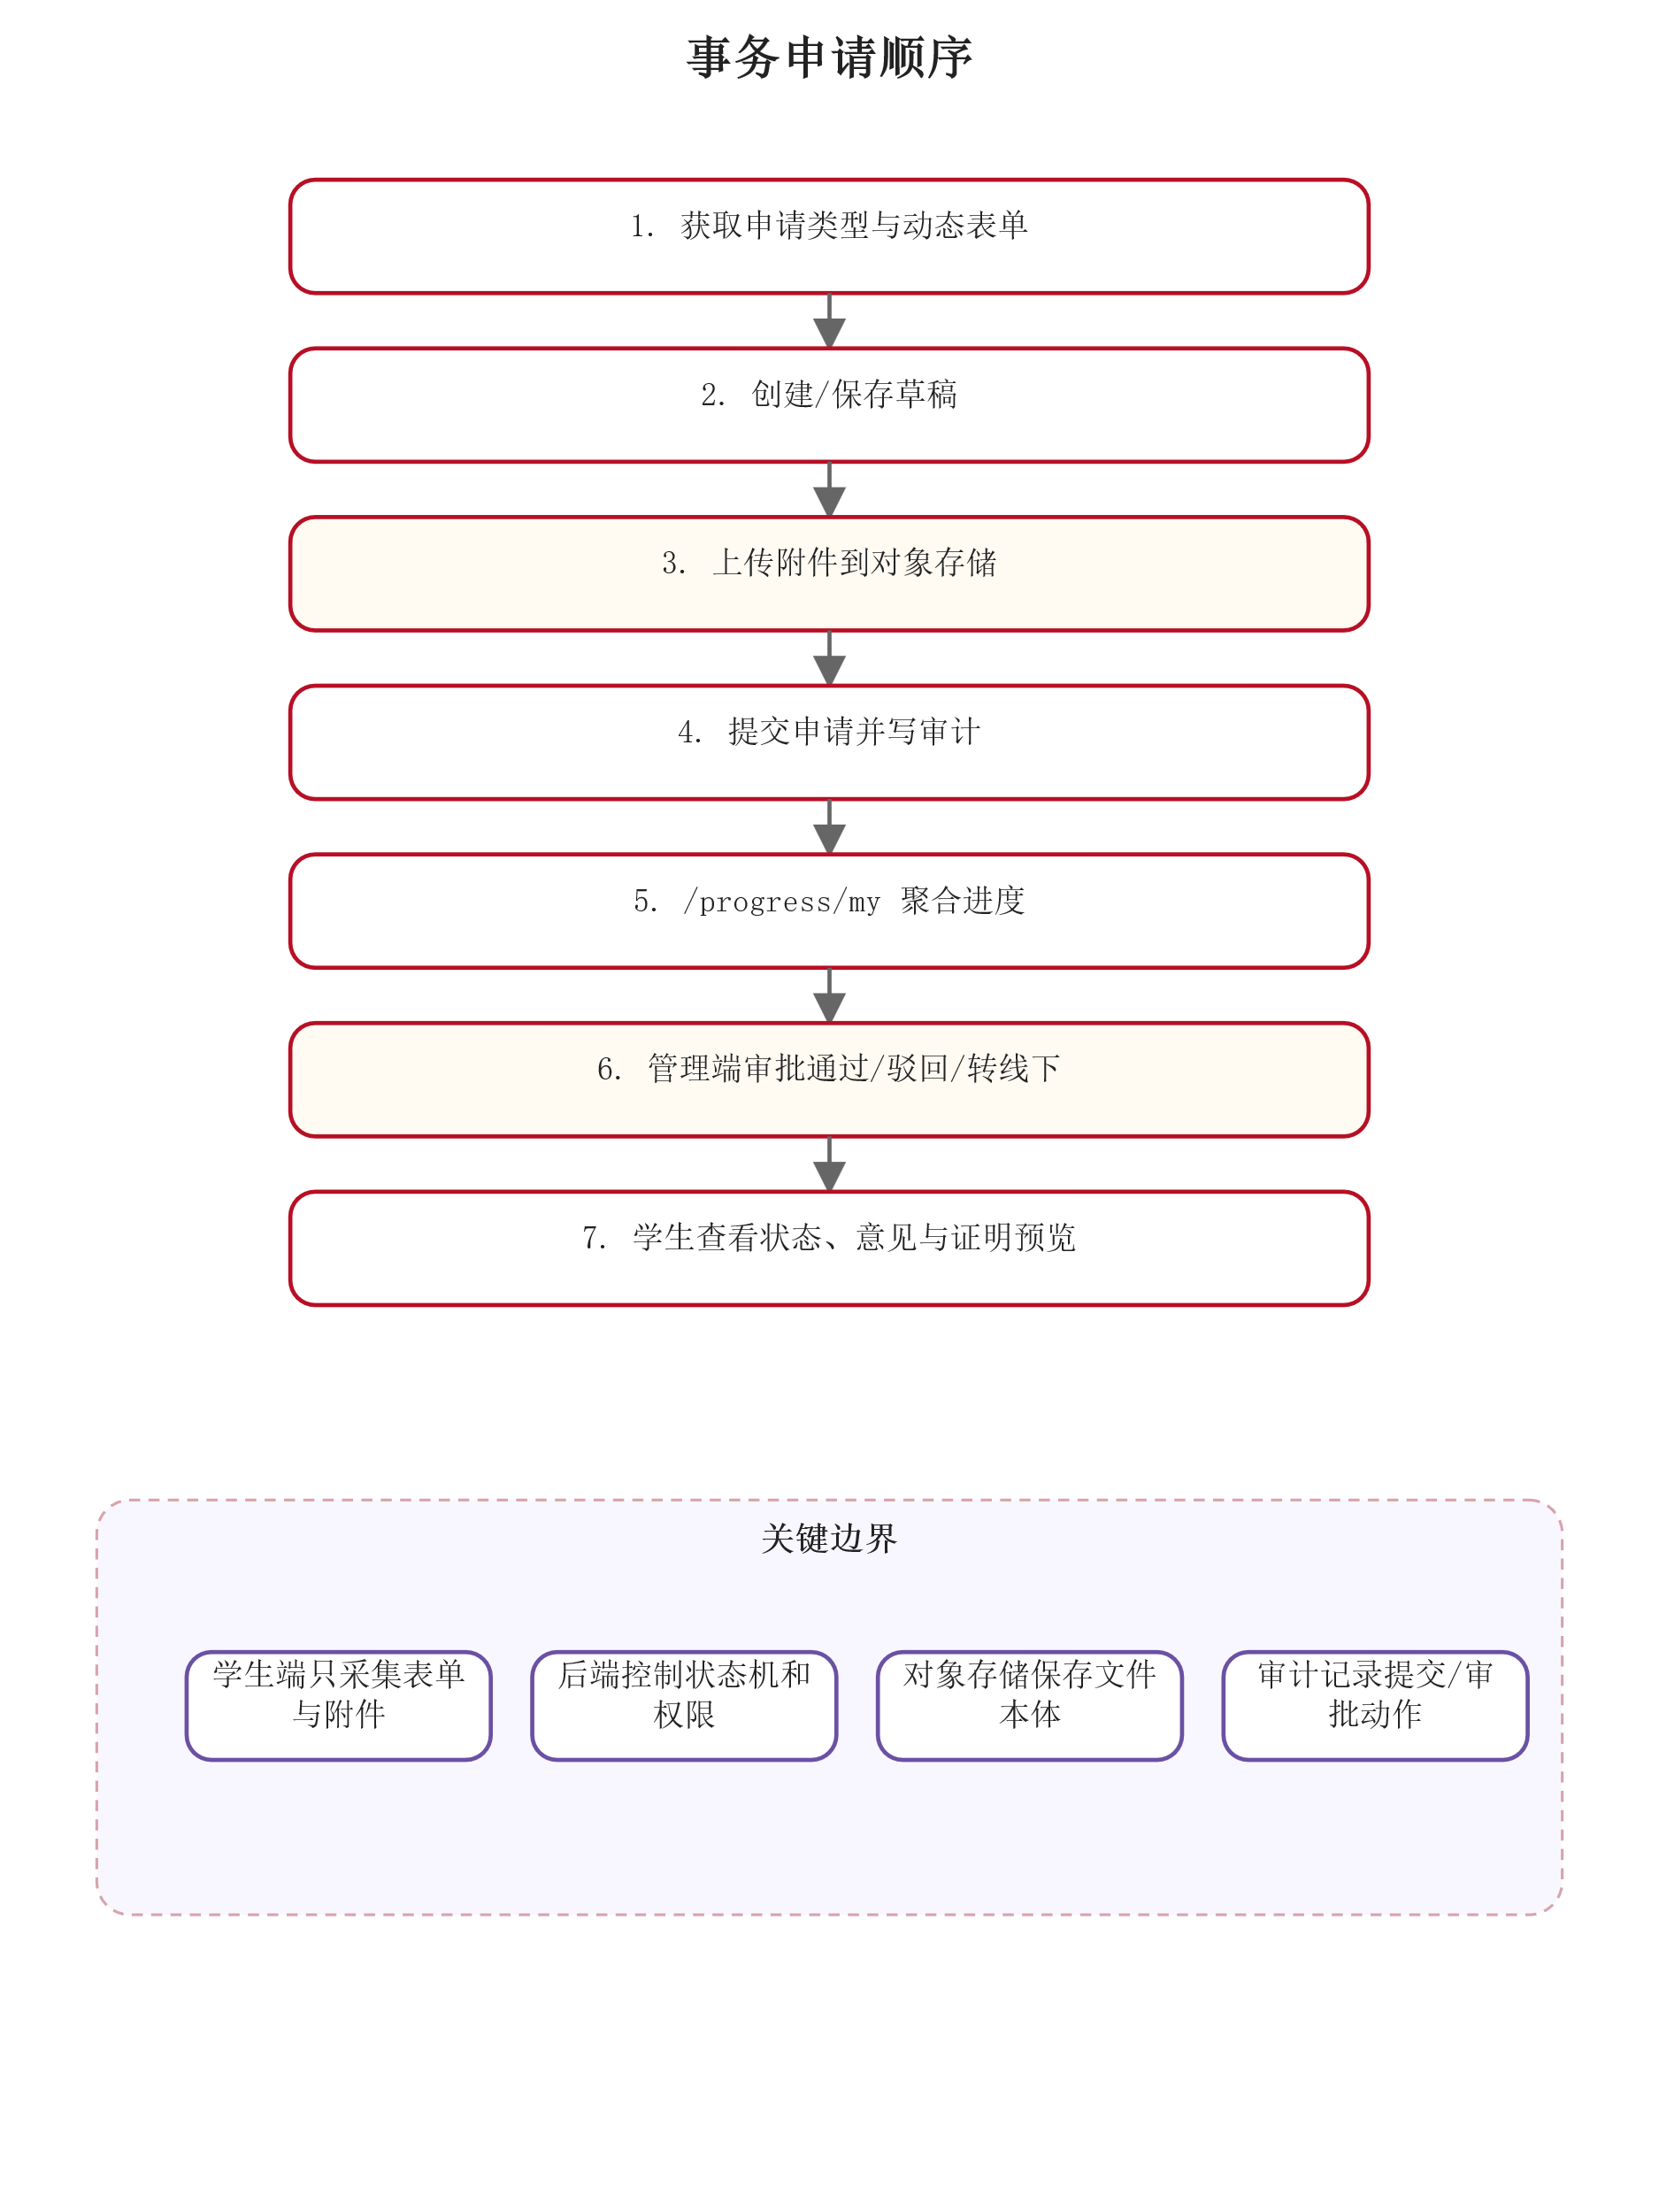 事务申请顺序
1. 获取申请类型与动态表单
2. 创建/保存草稿
3. 上传附件到对象存储
4. 提交申请并写审计
5. /progress/my 聚合进度
6. 管理端审批通过/驳回/转线下
7. 学生查看状态、意见与证明预览
关键边界
学生端只采集表单
与附件
后端控制状态机和
权限
对象存储保存文件
本体
审计记录提交/审
批动作